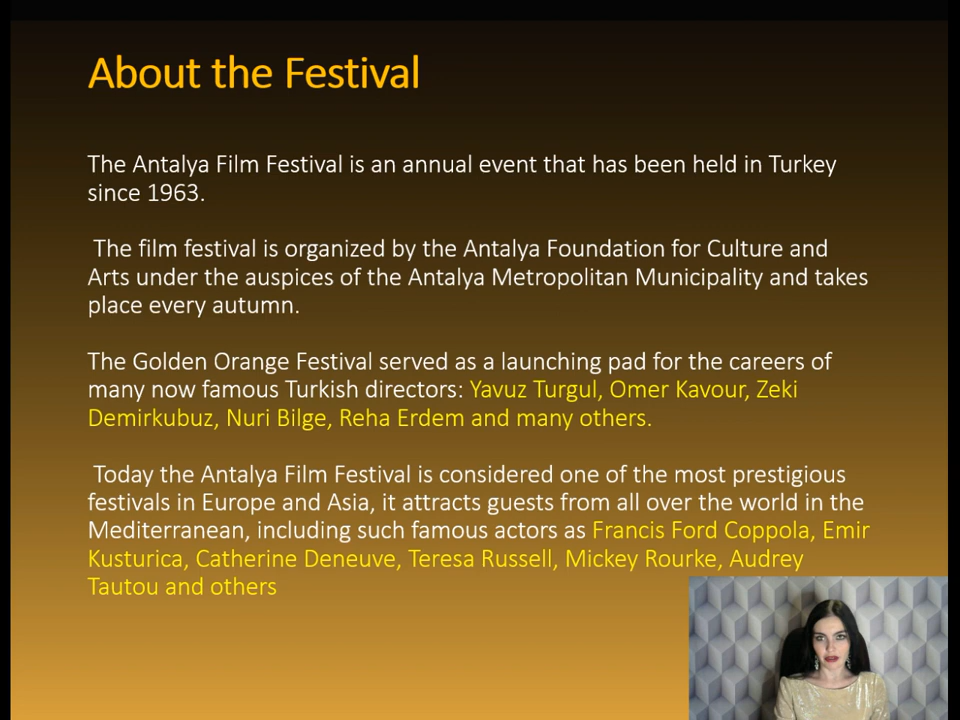 About the Festival
The Antalya Film Festival is an annual event that has been held in Turkey
since 1963.
The film festival is organized by the Antalya Foundation for Culture and
Arts under the auspices of the Antalya Metropolitan Municipality and takes
place every autumn.
The Golden Orange Festival served as a launching pad for the careers of
many now famous Turkish directors: Yavuz Turgul, Omer Kavour, Zeki
Demirkubuz, Nuri Bilge, Reha Erdem and many others.
Today the Antalya Film Festival is considered one of the most prestigious
festivals in Europe and Asia, it attracts guests from all over the world in the
Mediterranean, including such famous actors as Francis Ford Coppola, Emir
Kusturica, Catherine Deneuve, Teresa Russell, Mickey Rourke, Audrey
Tautou and others